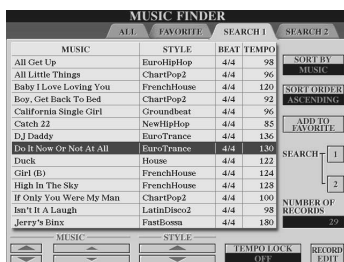 MUSIC FINDER
ALL FAVORITE SEARCH 1 SEARCH 2
MUSIC STYLE BEAT TEMPO
All Get Up EuroHipHop 4/4 98
All Little Things ChartPop2 4/4 96
Baby I Love Loving You FrenchHouse 4/4 120
Boy, Get Back To Bed ChartPop2 4/4 92
California Single Girl Groundbeat 4/4 96
Catch 22 NewHipHop 4/4 85
DJ Daddy EuroTrance 4/4 136
Do It Now Or Not At All EuroTrance 4/4 130
Duck House 4/4 122
Girl (B) FrenchHouse 4/4 124
High In The Sky FrenchHouse 4/4 128
If Only You Were My Man ChartPop2 4/4 100
Isn't It A Laugh LatinDisco2 4/4 98
Jerry's Binx FastBossa 4/4 180
SORT BY
MUSIC
SORT ORDER
ASCENDING
ADD TO
FAVORITE
SEARCH 1
2
NUMBER OF
RECORDS
29
MUSIC STYLE TEMPO LOCK
OFF
RECORD
EDIT